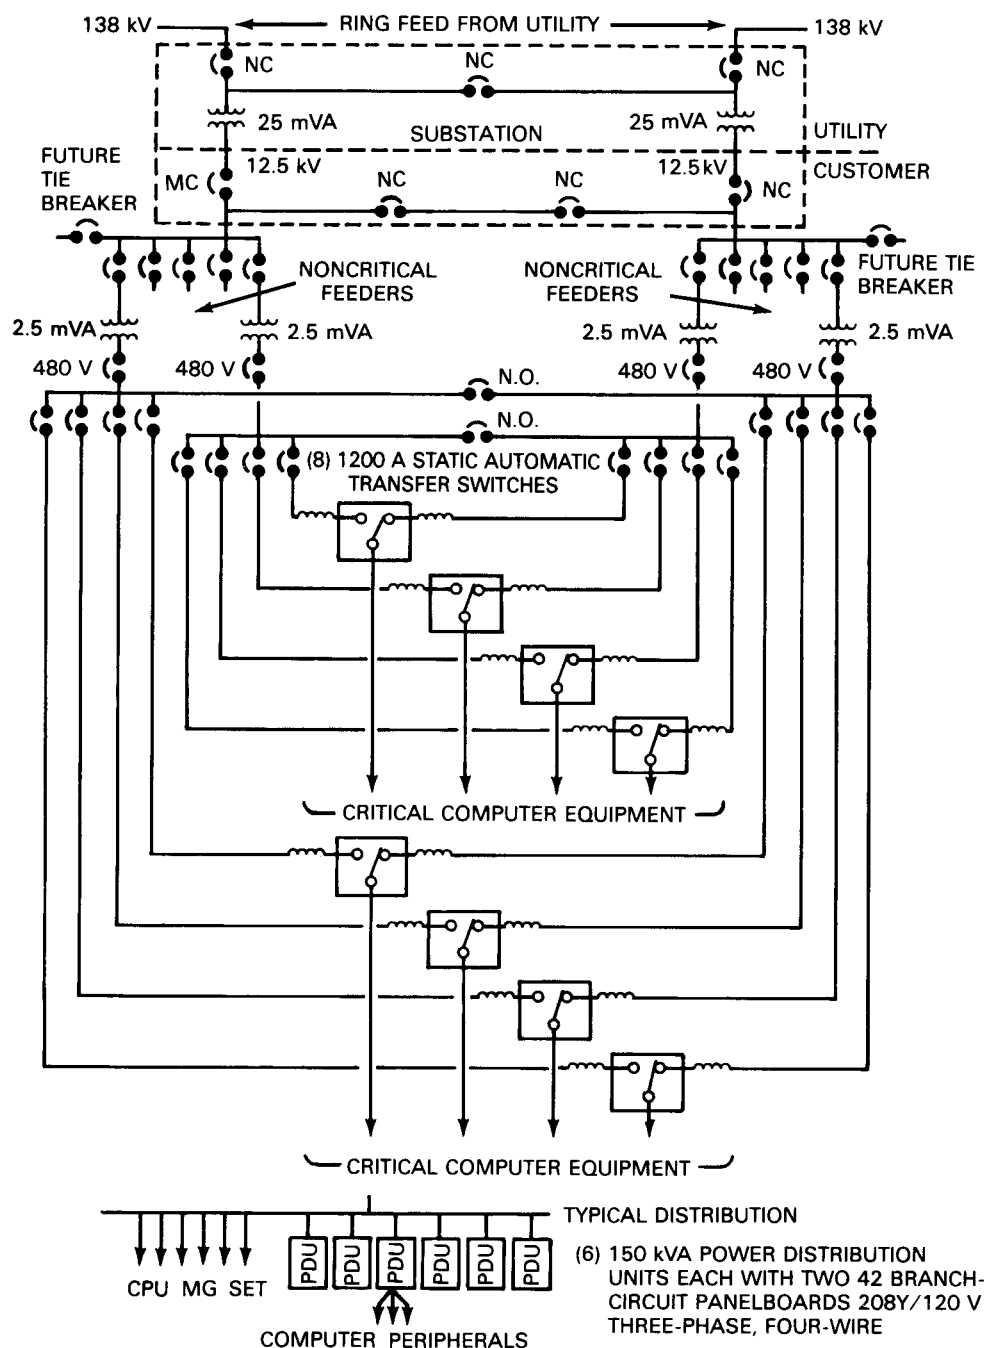 138 kV
RING FEED FROM UTILITY
138 kV
NC
NC
NC
25 mVA
25 mVA
SUBSTATION
UTILITY
FUTURE
TIE
BREAKER
12.5 kV
12.5 kV
CUSTOMER
MC
NC
NC
NC
NONCRITICAL
FEEDERS
NONCRITICAL
FEEDERS
FUTURE TIE
BREAKER
2.5 mVA
2.5 mVA
2.5 mVA
2.5 mVA
480 V
480 V
480 V
N.O.
N.O.
(8) 1200 A STATIC AUTOMATIC
TRANSFER SWITCHES
CRITICAL COMPUTER EQUIPMENT
CRITICAL COMPUTER EQUIPMENT
TYPICAL DISTRIBUTION
PDU
PDU
PDU
PDU
PDU
PDU
CPU MG SET
(6) 150 kVA POWER DISTRIBUTION
UNITS EACH WITH TWO 42 BRANCH-
CIRCUIT PANELBOARDS 208Y/120 V
THREE-PHASE, FOUR-WIRE
COMPUTER PERIPHERALS